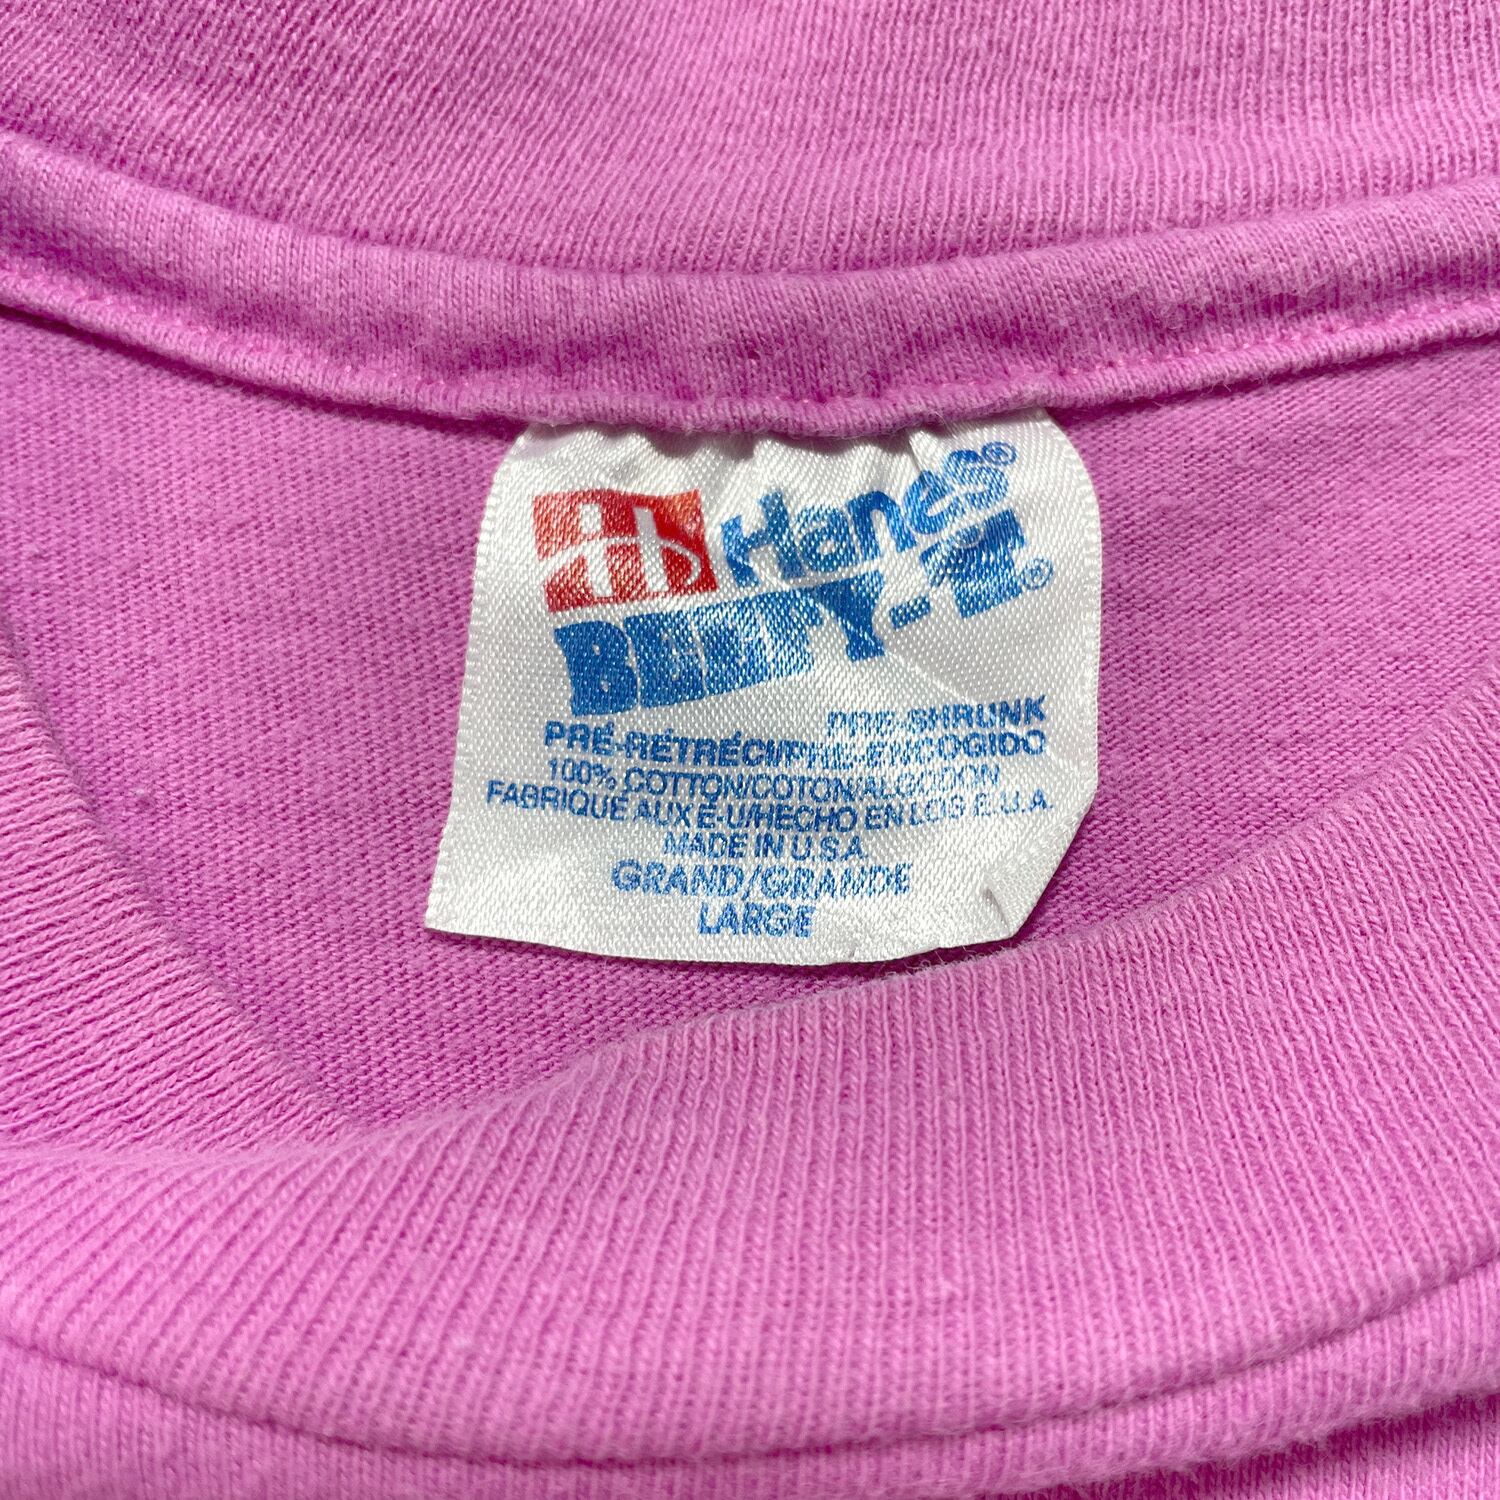 Hanes®
BEEFY-T®
PRE-SHRUNK
PRÉ-RÉTRÉCI/PRE-ENCOGIDO
100% COTTON/COTON/ALGODON
FABRIQUÉ AUX É-U/HECHO EN LOS E.U.A.
MADE IN U.S.A.
GRAND/GRANDE
LARGE